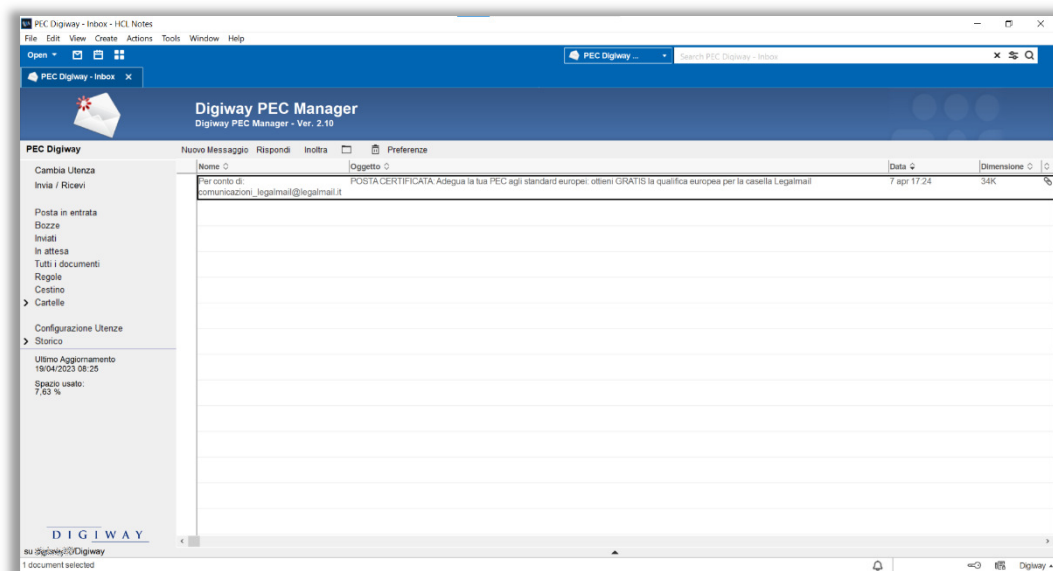 PEC Digiway - Inbox - HCL Notes
File Edit View Create Actions Tools Window Help
Open
PEC Digiway ...
Search PEC Digiway - Inbox
PEC Digiway - Inbox X
Digiway PEC Manager
Digiway PEC Manager - Ver. 2.10
PEC Digiway
Nuovo Messaggio Rispondi Inoltra Preferenze
Nome Oggetto Data Dimensione
Per conto di: POSTA CERTIFICATA: Adegua la tua PEC agli standard europei: ottieni GRATIS la qualifica europea per la casella Legalmail 7 apr 17:24 34K
comunicazioni_legalmail@legalmail.it
Cambia Utenza
Invia / Ricevi
Posta in entrata
Bozze
Inviati
In attesa
Tutti i documenti
Regole
Cestino
Cartelle
Configurazione Utenze
Storico
Ultimo Aggiornamento
19/04/2023 08:25
Spazio usato:
7,63 %
DIGIWAY
su /Digiway
1 document selected
Digiway